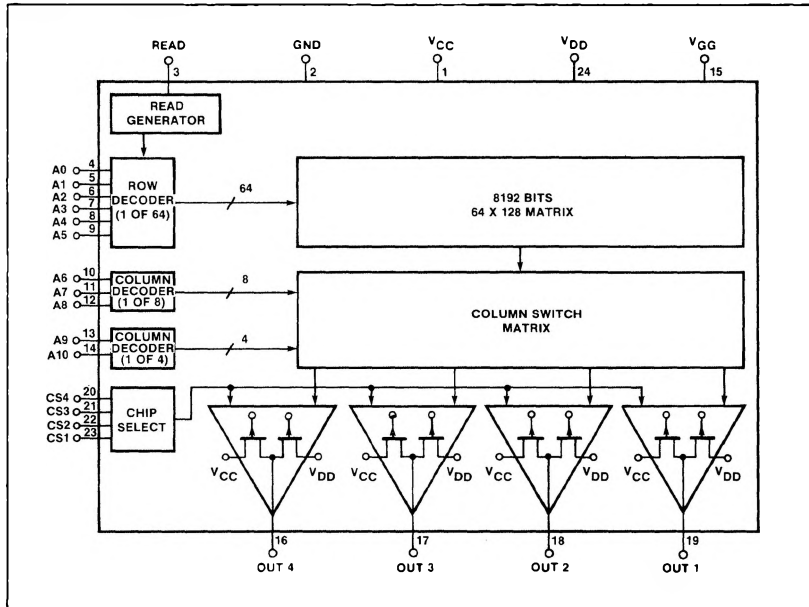 READ
GND
VCC
VDD
VGG
3
2
1
24
15
READ
GENERATOR
A0 4
A1 5
A2 6
A3 7
A4 8
A5 9
ROW
DECODER
(1 OF 64)
64
8192 BITS
64 X 128 MATRIX
A6 10
A7 11
A8 12
COLUMN
DECODER
(1 OF 8)
8
COLUMN SWITCH
MATRIX
A9 13
A10 14
COLUMN
DECODER
(1 OF 4)
4
CS4 20
CS3 21
CS2 22
CS1 23
CHIP
SELECT
VCC VDD
VCC VDD
VCC VDD
VCC VDD
16
17
18
19
OUT 4
OUT 3
OUT 2
OUT 1